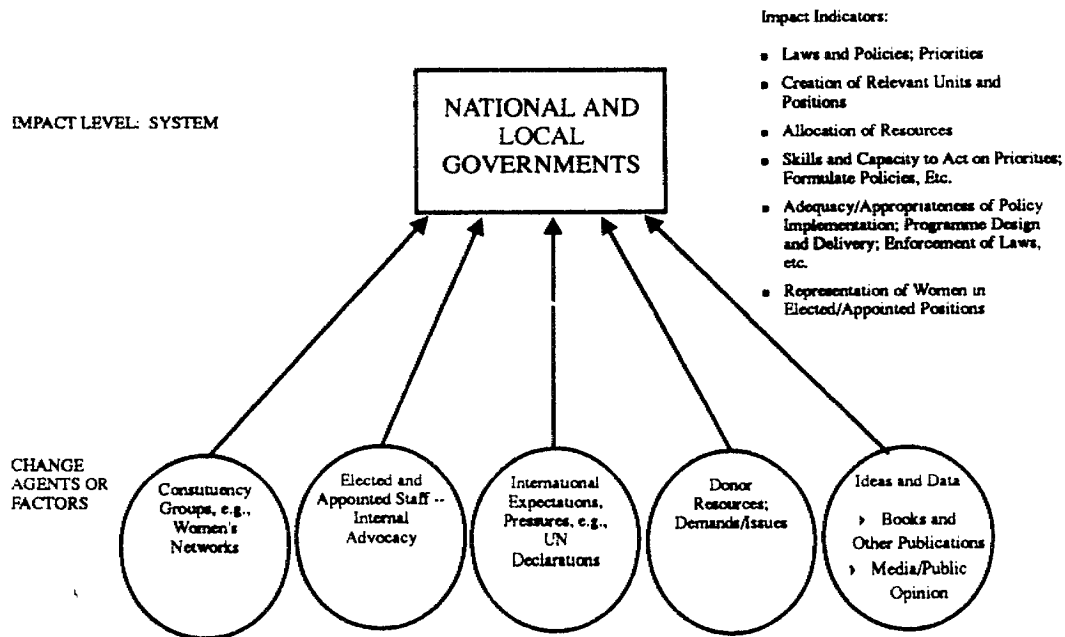 Impact Indicators:
▪ Laws and Policies; Priorities
▪ Creation of Relevant Units and
Positions
▪ Allocation of Resources
▪ Skills and Capacity to Act on Priorities;
Formulate Policies, Etc.
▪ Adequacy/Appropriateness of Policy
Implementation; Programme Design
and Delivery; Enforcement of Laws,
etc.
▪ Representation of Women in
Elected/Appointed Positions
IMPACT LEVEL: SYSTEM
NATIONAL AND
LOCAL
GOVERNMENTS
CHANGE
AGENTS OR
FACTORS
Constituency
Groups, e.g.,
Women's
Networks
Elected and
Appointed Staff --
Internal
Advocacy
International
Expectations,
Pressures, e.g.,
UN
Declarations
Donor
Resources;
Demands/Issues
Ideas and Data
› Books and
Other Publications
› Media/Public
Opinion